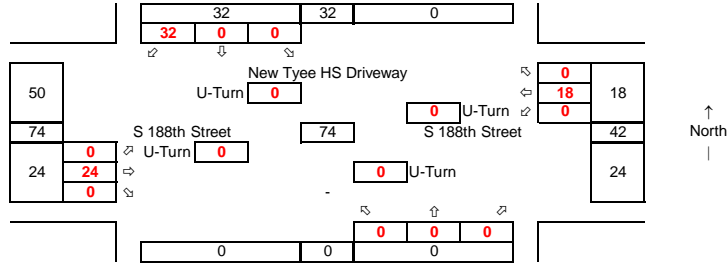 32 32 0
32 0 0
⬃ ⇩ ⬂
New Tyee HS Driveway ⬁ 0
50 U-Turn 0 ⇦ 18 18
0 U-Turn ⬃ 0 ↑
74 S 188th Street 74 S 188th Street 42 North
0 ⬀ U-Turn 0 |
24 24 ⇨ 0 U-Turn 24
0 ⬂ -
⬁ ⇧ ⬀
0 0 0
0 0 0